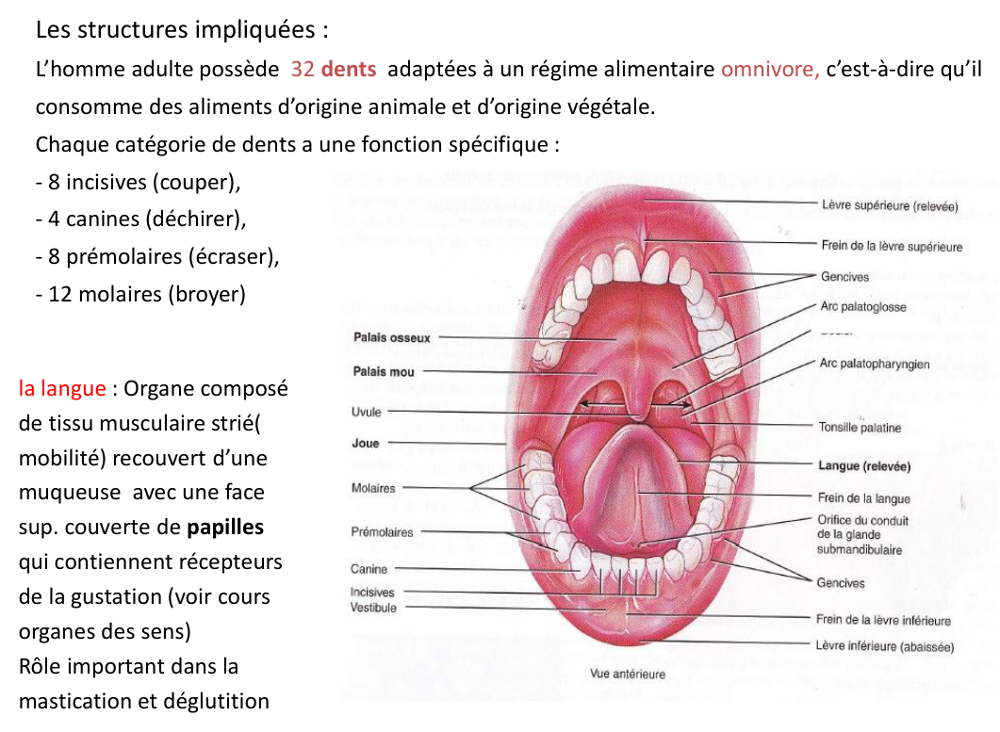 Les structures impliquées :
L’homme adulte possède 32 dents adaptées à un régime alimentaire omnivore, c’est-à-dire qu’il
consomme des aliments d’origine animale et d’origine végétale.
Chaque catégorie de dents a une fonction spécifique :
- 8 incisives (couper),
- 4 canines (déchirer),
- 8 prémolaires (écraser),
- 12 molaires (broyer)
la langue : Organe composé
de tissu musculaire strié(
mobilité) recouvert d’une
muqueuse avec une face
sup. couverte de papilles
qui contiennent récepteurs
de la gustation (voir cours
organes des sens)
Rôle important dans la
mastication et déglutition
Palais osseux
Palais mou
Uvule
Joue
Molaires
Prémolaires
Canine
Incisives
Vestibule
Lèvre supérieure (relevée)
Frein de la lèvre supérieure
Gencives
Arc palatoglosse
Arc palatopharyngien
Tonsille palatine
Langue (relevée)
Frein de la langue
Orifice du conduit
de la glande
submandibulaire
Gencives
Frein de la lèvre inférieure
Lèvre inférieure (abaissée)
Vue antérieure